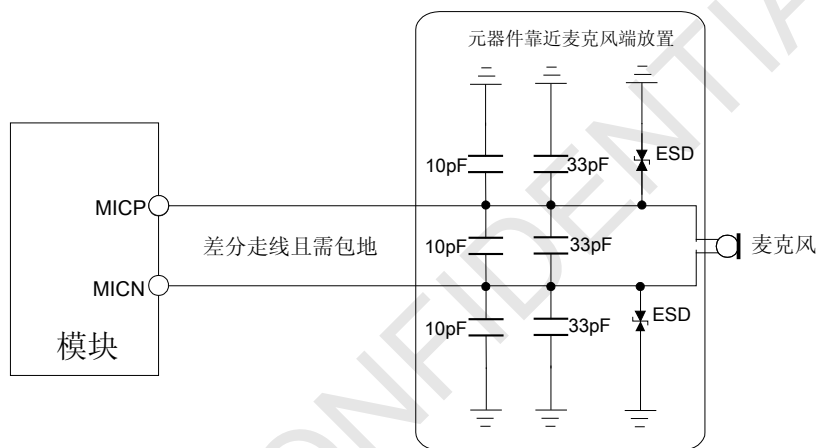 元器件靠近麦克风端放置
10pF
33pF
ESD
MICP
差分走线且需包地
10pF
33pF
麦克风
MICN
模块
10pF
33pF
ESD
ONFIDENTIA